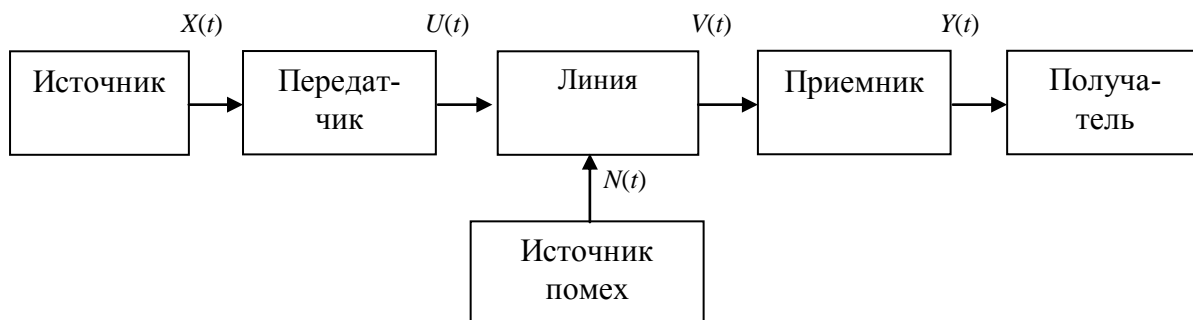 X(t)
U(t)
V(t)
Y(t)
Источник
Передат-
чик
Линия
Приемник
Получа-
тель
N(t)
Источник
помех